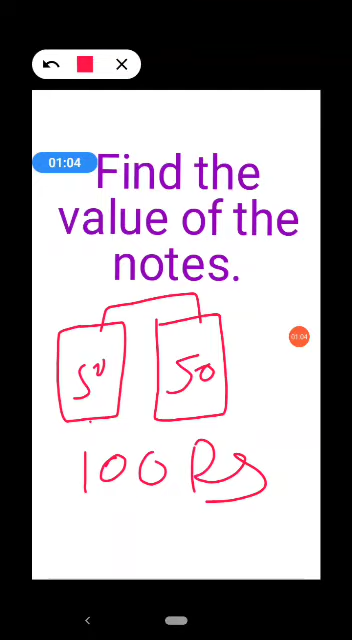 01:04
Find the
value of the
notes.
50 50
01:04
100 Rs